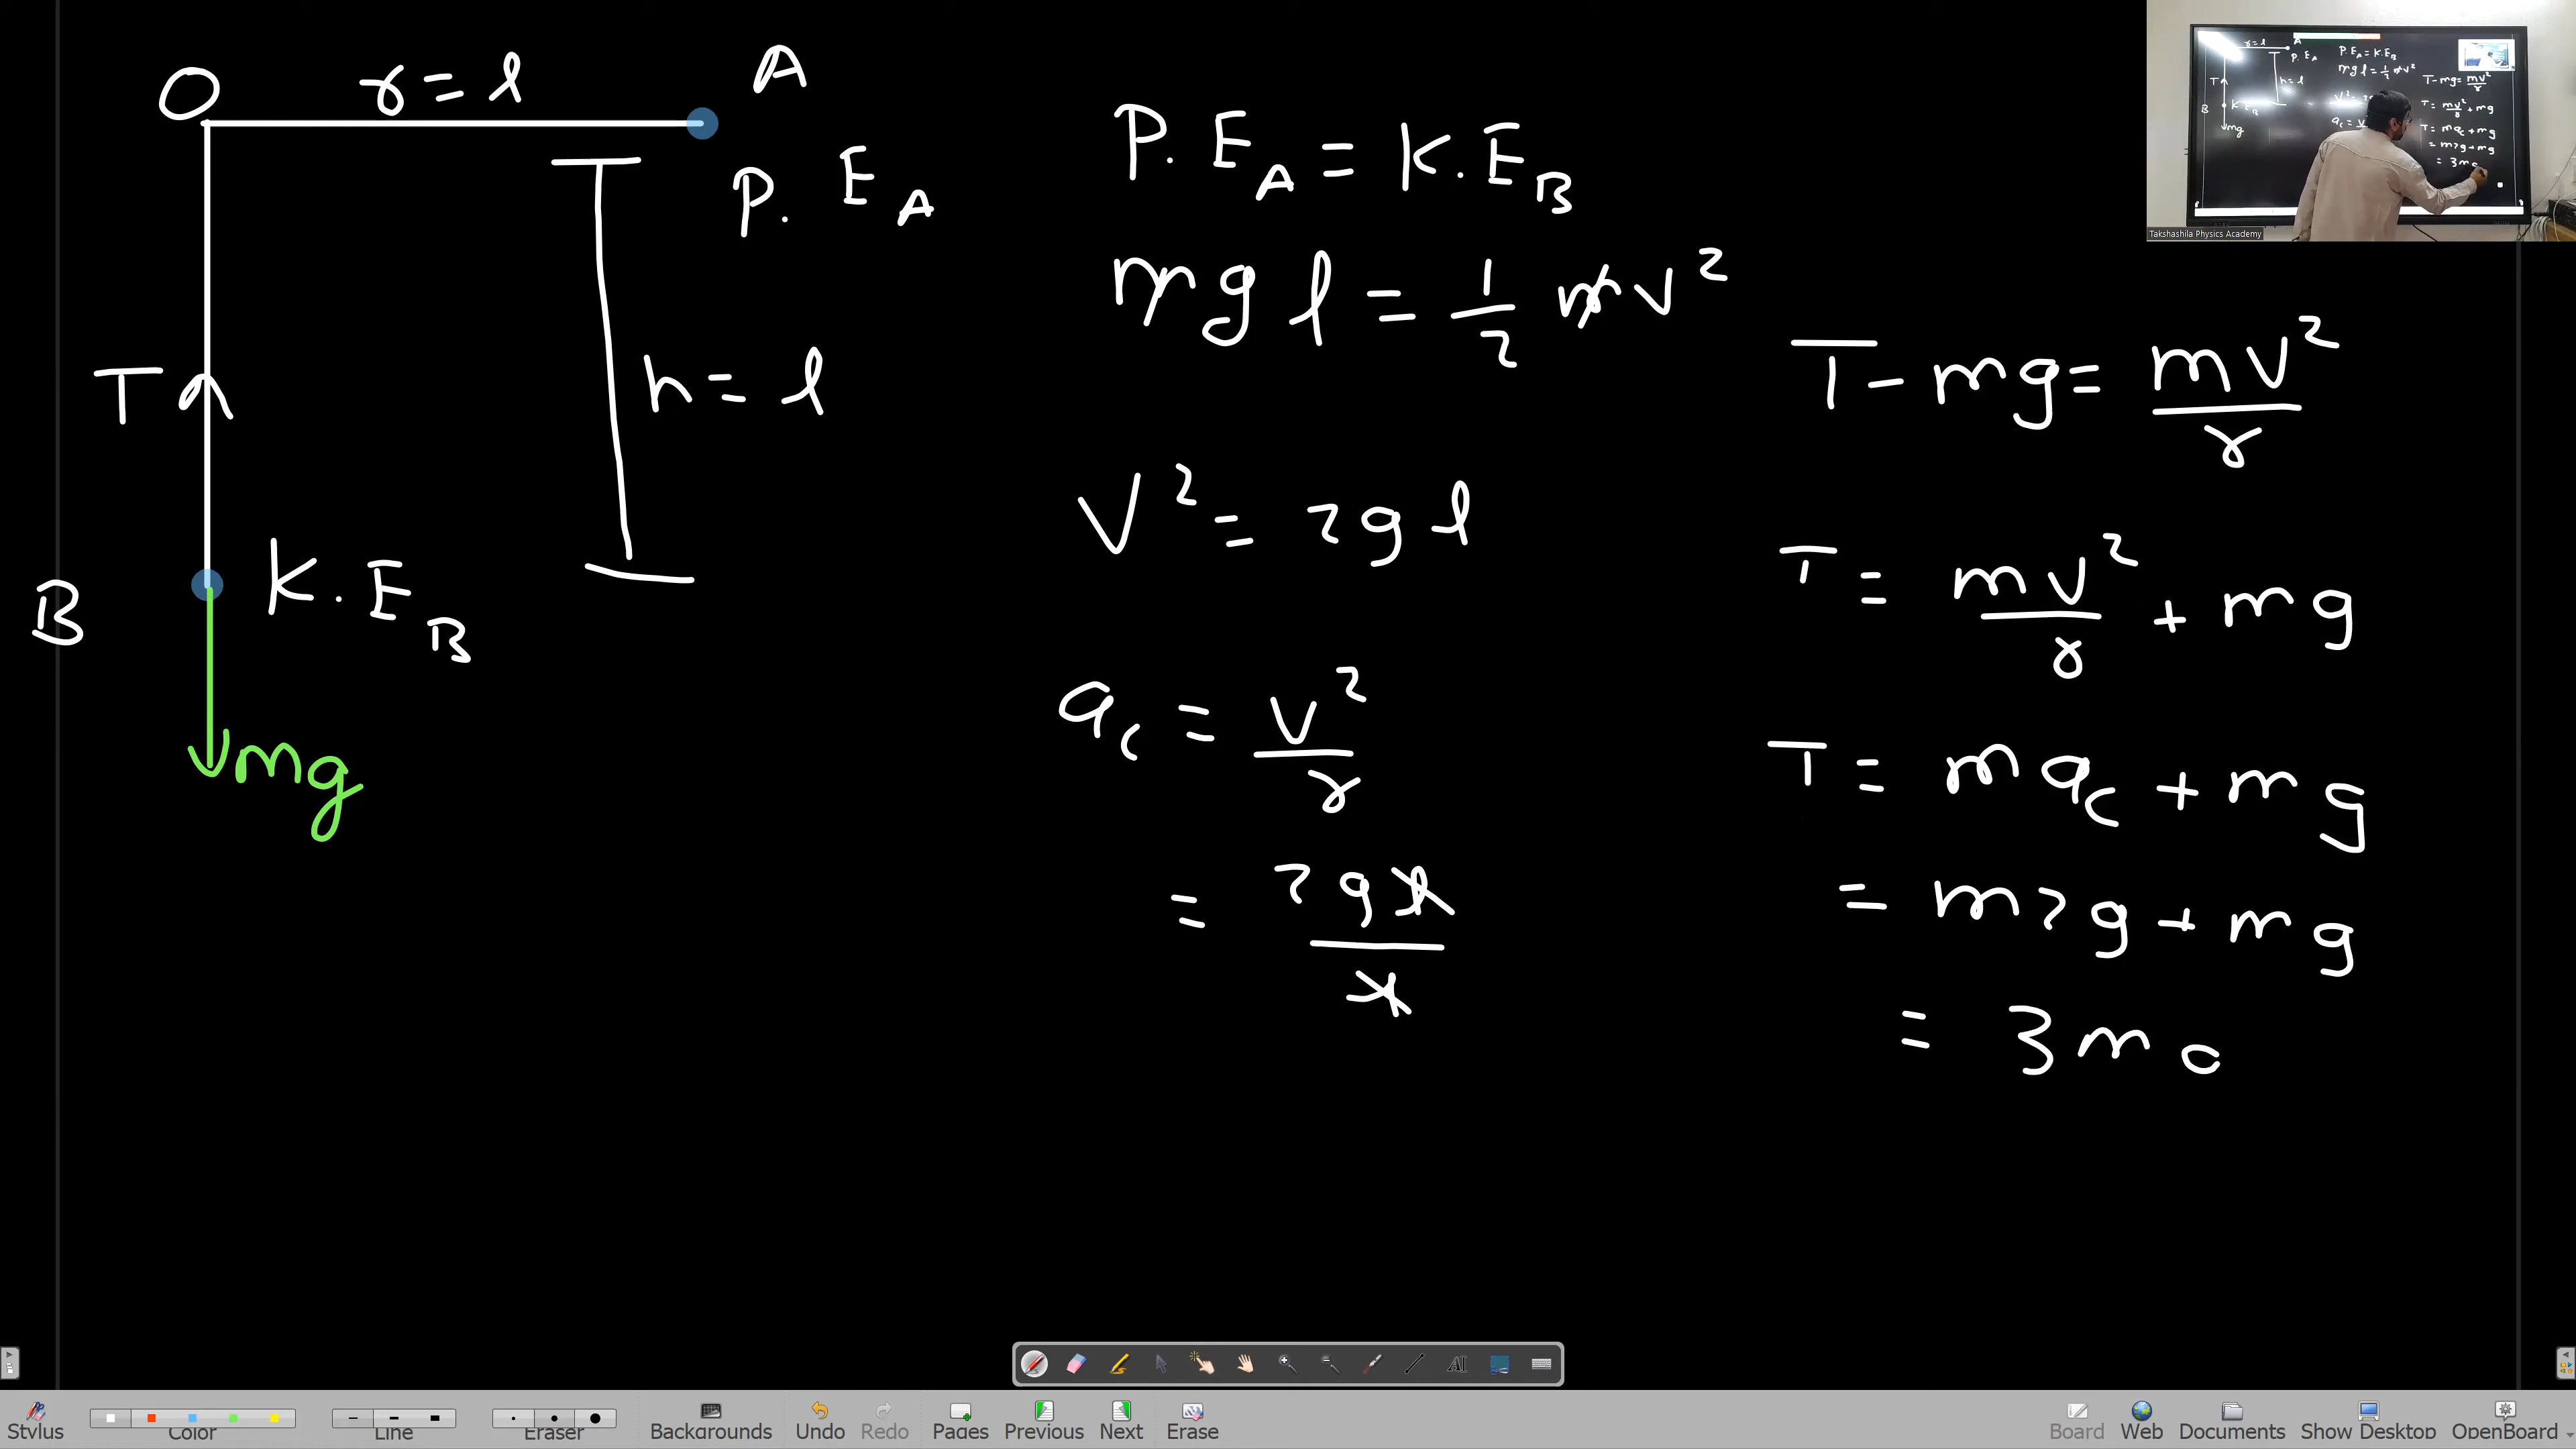 O r = l A
P. E_A
h = l
T
B K.E_B
mg
P.E_A = K.E_B
mgl = 1/2 mv²
V² = 2gl
a_c = v²/r
= 2gl/l
T - mg = mv²/r
T = mv²/r + mg
T = ma_c + mg
= m2g + mg
= 3m
Takshashila Physics Academy
Stylus Color Line Eraser Backgrounds Undo Redo Pages Previous Next Erase Board Web Documents Show Desktop OpenBoard